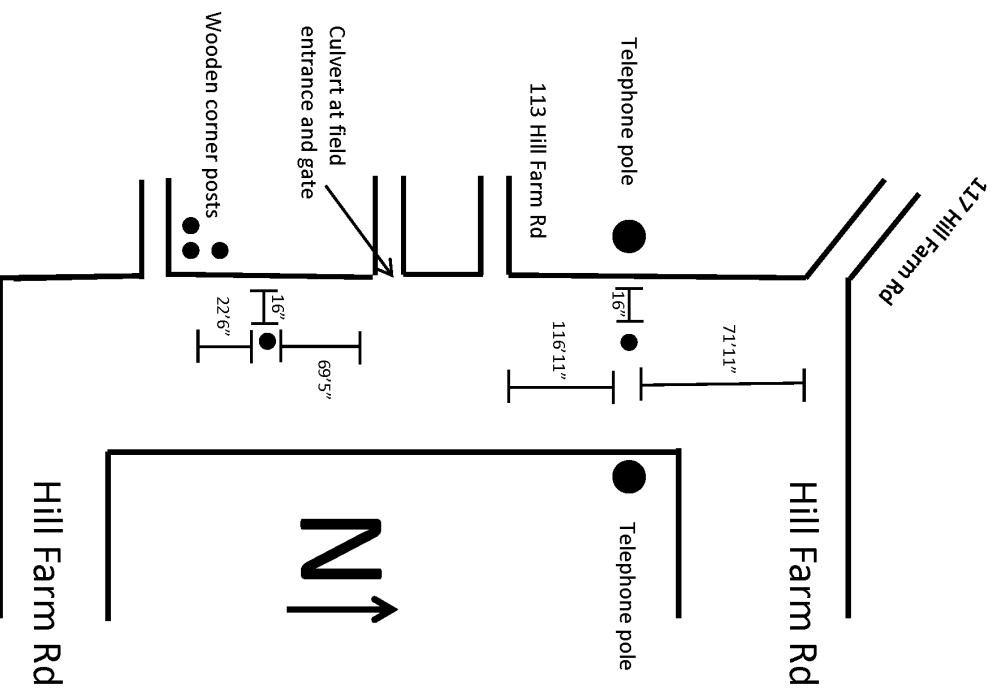 117 Hill Farm Rd
Hill Farm Rd
71'11"
Telephone pole
16"
Telephone pole
113 Hill Farm Rd
116'11"
Culvert at field
entrance and gate
N
69'5"
16"
22'6"
Wooden corner posts
Hill Farm Rd